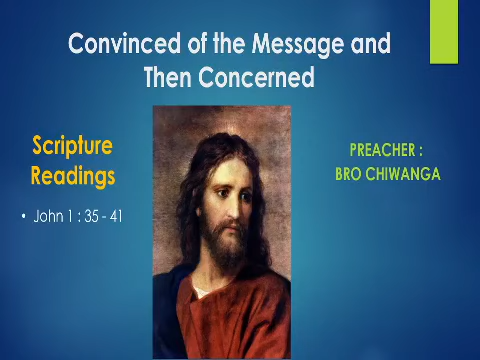 Convinced of the Message and
Then Concerned
Scripture
Readings
• John 1 : 35 - 41
PREACHER :
BRO CHIWANGA